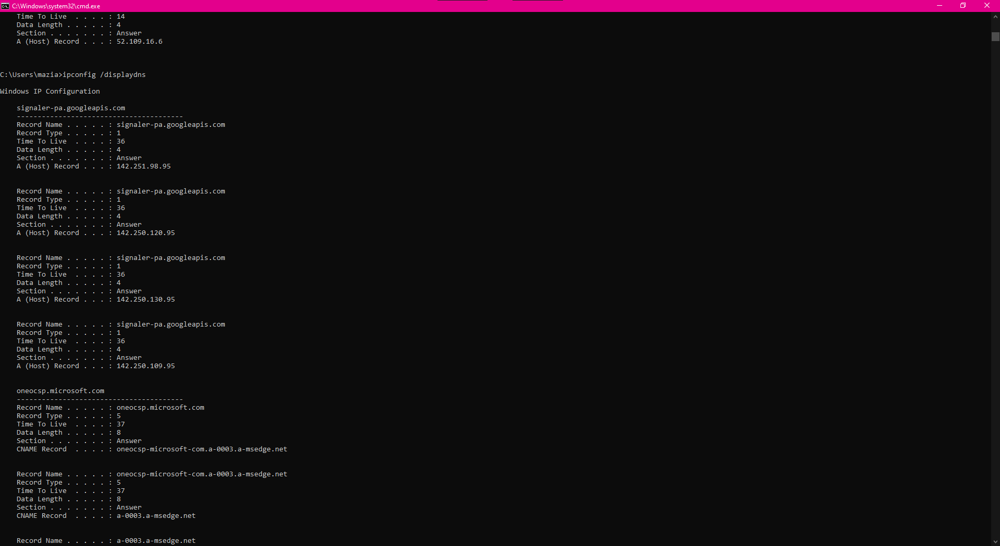 C:\Windows\system32\cmd.exe
Time To Live  . . . . : 14
Data Length . . . . . : 4
Section . . . . . . . : Answer
A (Host) Record . . . : 52.109.16.6
C:\Users\mazia>ipconfig /displaydns
Windows IP Configuration
signaler-pa.googleapis.com
----------------------------------------
Record Name . . . . . : signaler-pa.googleapis.com
Record Type . . . . . : 1
Time To Live  . . . . : 36
Data Length . . . . . : 4
Section . . . . . . . : Answer
A (Host) Record . . . : 142.251.98.95
Record Name . . . . . : signaler-pa.googleapis.com
Record Type . . . . . : 1
Time To Live  . . . . : 36
Data Length . . . . . : 4
Section . . . . . . . : Answer
A (Host) Record . . . : 142.250.120.95
Record Name . . . . . : signaler-pa.googleapis.com
Record Type . . . . . : 1
Time To Live  . . . . : 36
Data Length . . . . . : 4
Section . . . . . . . : Answer
A (Host) Record . . . : 142.250.130.95
Record Name . . . . . : signaler-pa.googleapis.com
Record Type . . . . . : 1
Time To Live  . . . . : 36
Data Length . . . . . : 4
Section . . . . . . . : Answer
A (Host) Record . . . : 142.250.109.95
oneocsp.microsoft.com
----------------------------------------
Record Name . . . . . : oneocsp.microsoft.com
Record Type . . . . . : 5
Time To Live  . . . . : 37
Data Length . . . . . : 8
Section . . . . . . . : Answer
CNAME Record  . . . . : oneocsp-microsoft-com.a-0003.a-msedge.net
Record Name . . . . . : oneocsp-microsoft-com.a-0003.a-msedge.net
Record Type . . . . . : 5
Time To Live  . . . . : 37
Data Length . . . . . : 8
Section . . . . . . . : Answer
CNAME Record  . . . . : a-0003.a-msedge.net
Record Name . . . . . : a-0003.a-msedge.net